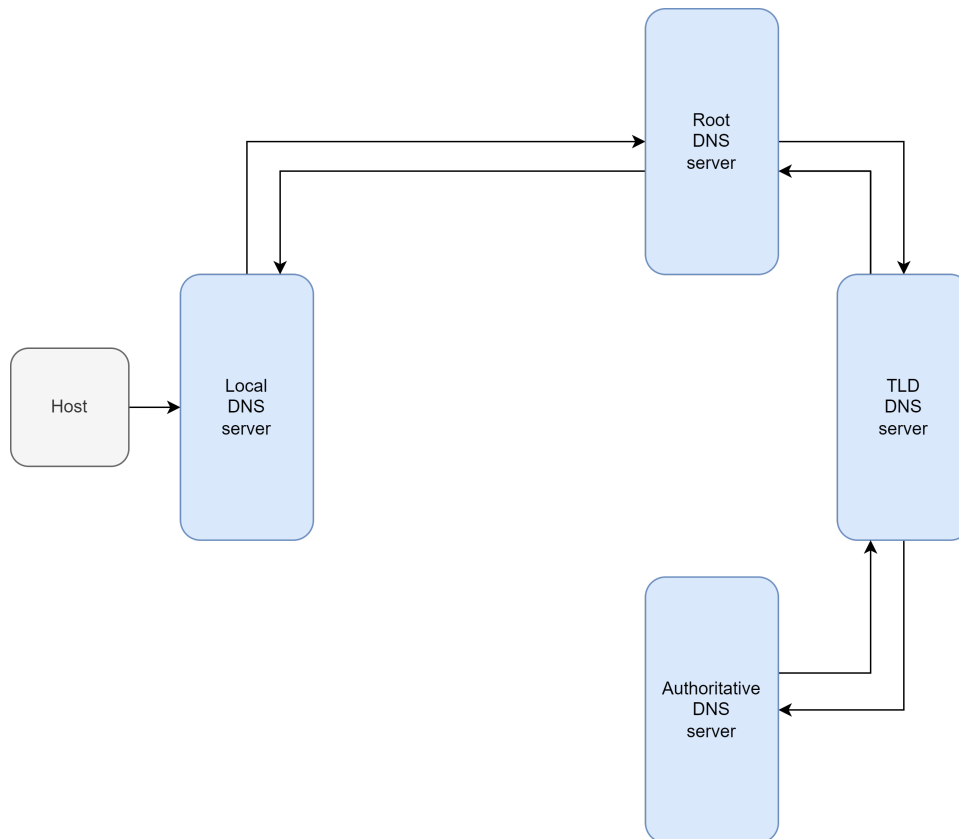 Root
DNS
server
Host
Local
DNS
server
TLD
DNS
server
Authoritative
DNS
server